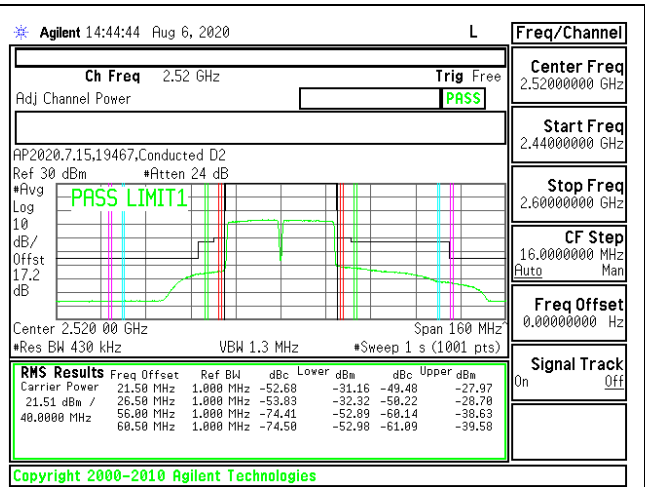 Agilent 14:44:44 Aug 6, 2020 L
Freq/Channel
Ch Freq 2.52 GHz Trig Free
Adj Channel Power PASS
AP2020.7.15,19467,Conducted D2
Ref 30 dBm #Atten 24 dB
#Avg
Log
10
dB/
Offst
17.2
dB
PASS LIMIT1
Center 2.520 00 GHz Span 160 MHz^
#Res BW 430 kHz VBW 1.3 MHz #Sweep 1 s (1001 pts)
RMS Results Freq Offset Ref BW dBc Lower dBm dBc Upper dBm
Carrier Power 21.50 MHz 1.000 MHz -52.68 -31.16 -49.48 -27.97
21.51 dBm / 26.50 MHz 1.000 MHz -53.83 -32.32 -50.22 -28.70
40.0000 MHz 56.00 MHz 1.000 MHz -74.41 -52.89 -60.14 -38.63
60.50 MHz 1.000 MHz -74.50 -52.98 -61.09 -39.58
Center Freq
2.52000000 GHz
Start Freq
2.44000000 GHz
Stop Freq
2.60000000 GHz
CF Step
16.0000000 MHz
Auto Man
Freq Offset
0.00000000 Hz
Signal Track
On Off
Copyright 2000-2010 Agilent Technologies